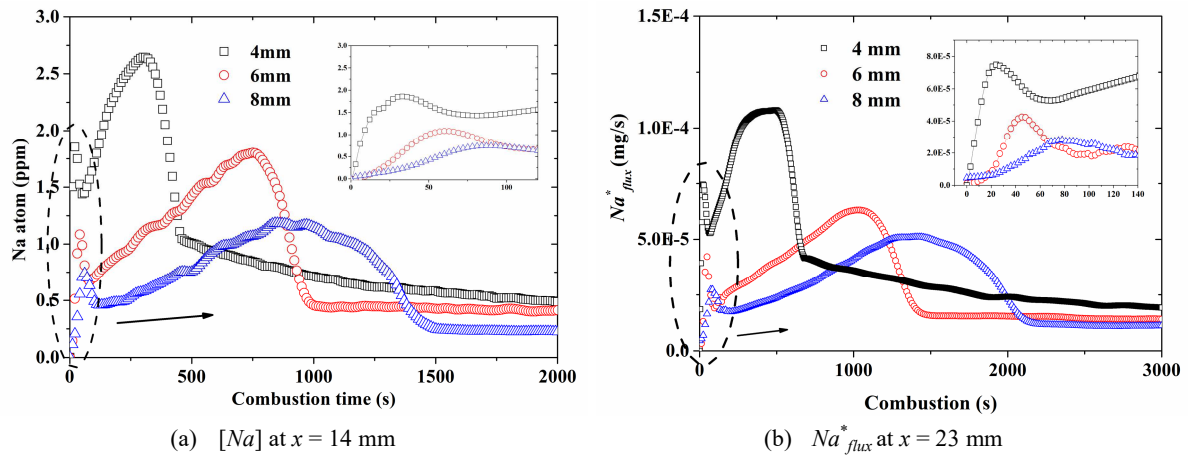 3.0
2.5
2.0
1.5
1.0
0.5
0.0
Na atom (ppm)
4mm
6mm
8mm
3.0
2.5
2.0
1.5
1.0
0.5
0.0
0 50 100
0 500 1000 1500 2000
Combustion time (s)
(a) [Na] at x = 14 mm
1.5E-4
1.0E-4
5.0E-5
0.0
Na*flux (mg/s)
4 mm
6 mm
8 mm
8.0E-5
6.0E-5
4.0E-5
2.0E-5
0.0
0 20 40 60 80 100 120 140
0 1000 2000 3000
Combustion (s)
(b) Na*flux at x = 23 mm